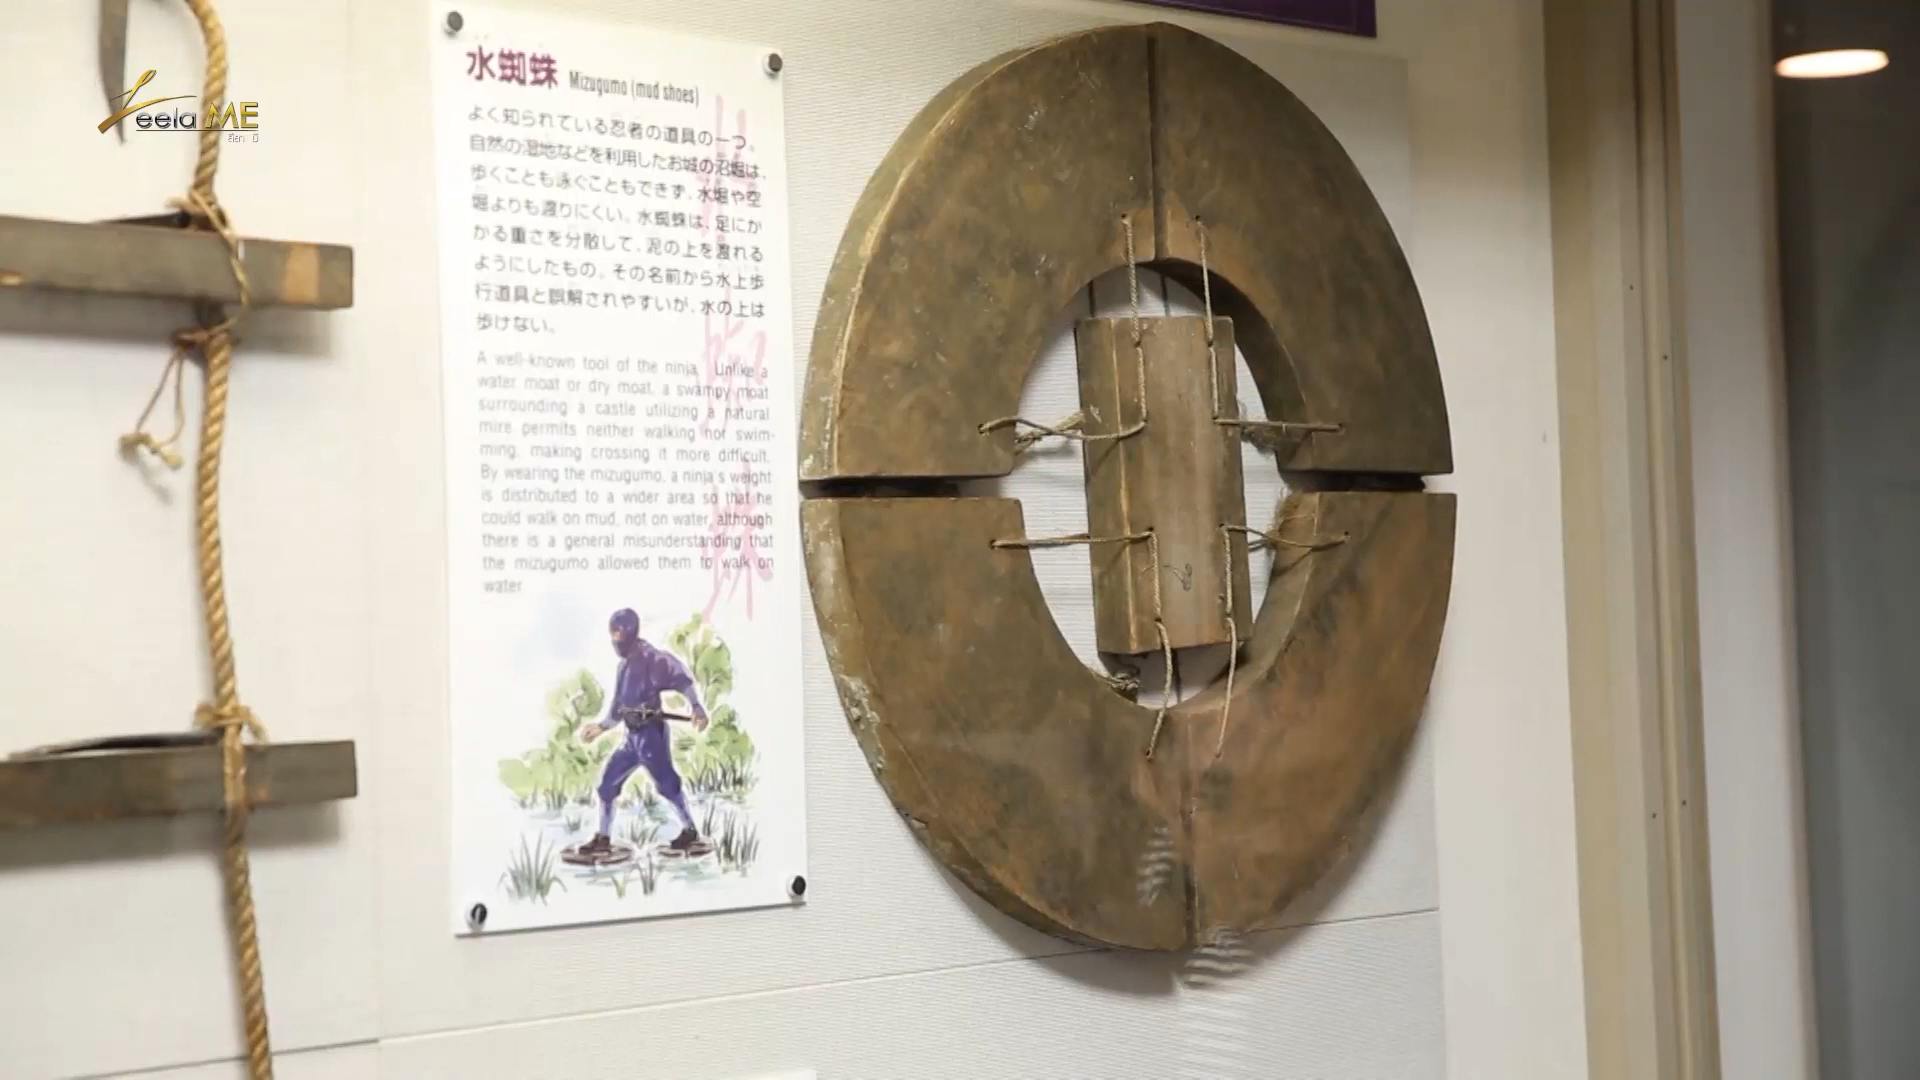 Leela ME
ลีลา มี
水蜘蛛 Mizugumo (mud shoes)
よく知られている忍者の道具の一つ。
自然の湿地などを利用したお城の沼堀は、
歩くことも泳ぐこともできず、水堀や空
堀よりも渡りにくい。水蜘蛛は、足にか
かる重さを分散して、泥の上を渡れる
ようにしたもの。その名前から水上歩
行道具と誤解されやすいが、水の上は
歩けない。
A well-known tool of the ninja. Unlike a
water moat or dry moat, a swampy moat
surrounding a castle utilizing a natural
mire permits neither walking nor swim-
ming, making crossing it more difficult.
By wearing the mizugumo, a ninja's weight
is distributed to a wider area so that he
could walk on mud, not on water, although
there is a general misunderstanding that
the mizugumo allowed them to walk on
water
水
蜘
蛛